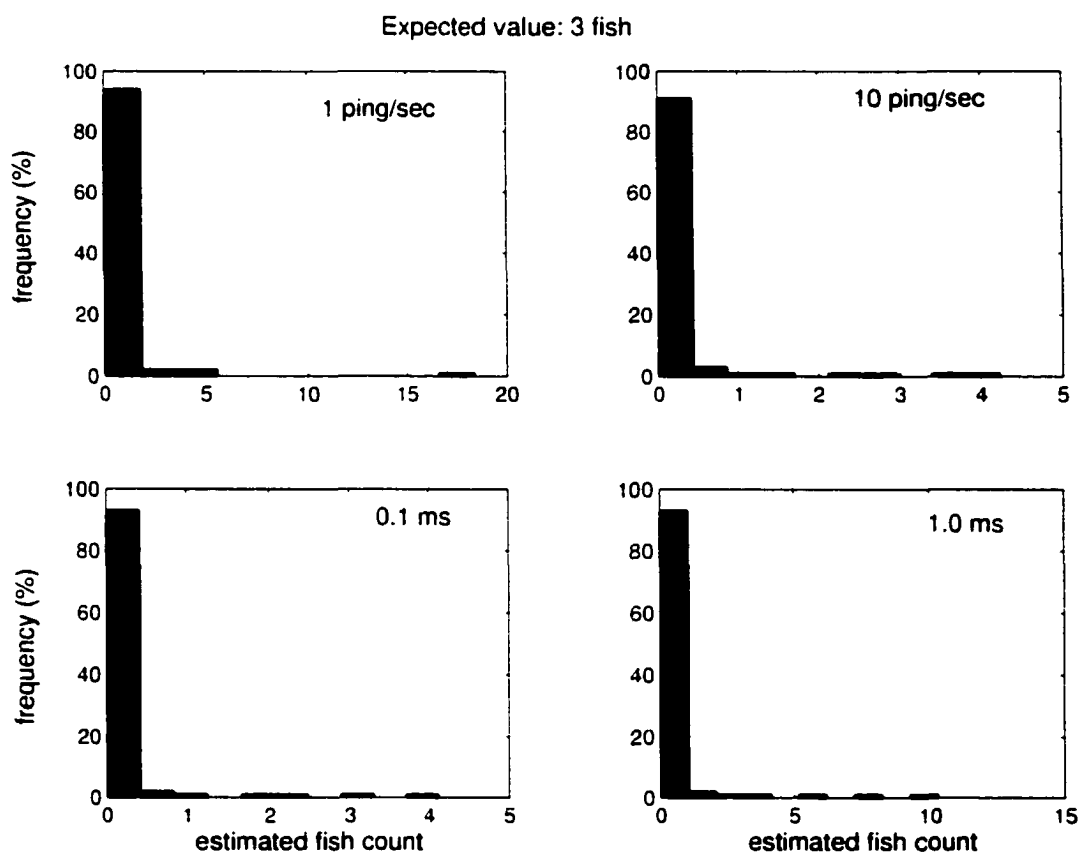 Expected value: 3 fish
1 ping/sec
frequency (%)
100
80
60
40
20
0
0 5 10 15 20
10 ping/sec
100
80
60
40
20
0
0 1 2 3 4 5
0.1 ms
frequency (%)
100
80
60
40
20
0
0 1 2 3 4 5
estimated fish count
1.0 ms
100
80
60
40
20
0
0 5 10 15
estimated fish count